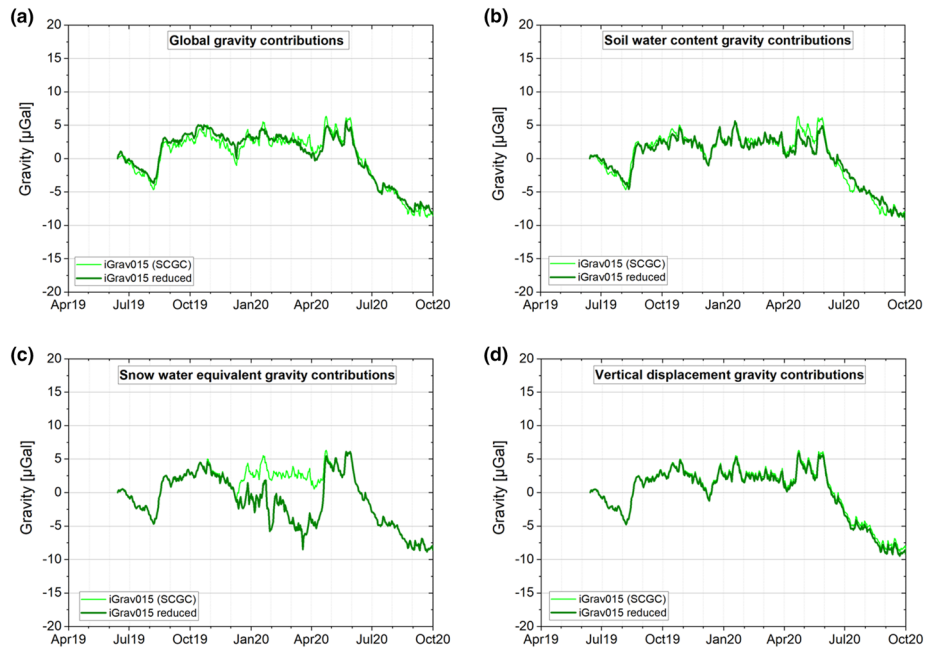 (a)
Global gravity contributions
Gravity [µGal]
20
15
10
5
0
-5
-10
-15
-20
iGrav015 (SCGC)
iGrav015 reduced
Apr19 Jul19 Oct19 Jan20 Apr20 Jul20 Oct20
(b)
Soil water content gravity contributions
Gravity [µGal]
20
15
10
5
0
-5
-10
-15
-20
iGrav015 (SCGC)
iGrav015 reduced
Apr19 Jul19 Oct19 Jan20 Apr20 Jul20 Oct20
(c)
Snow water equivalent gravity contributions
Gravity [µGal]
20
15
10
5
0
-5
-10
-15
-20
iGrav015 (SCGC)
iGrav015 reduced
Apr19 Jul19 Oct19 Jan20 Apr20 Jul20 Oct20
(d)
Vertical displacement gravity contributions
Gravity [µGal]
20
15
10
5
0
-5
-10
-15
-20
iGrav015 (SCGC)
iGrav015 reduced
Apr19 Jul19 Oct19 Jan20 Apr20 Jul20 Oct20